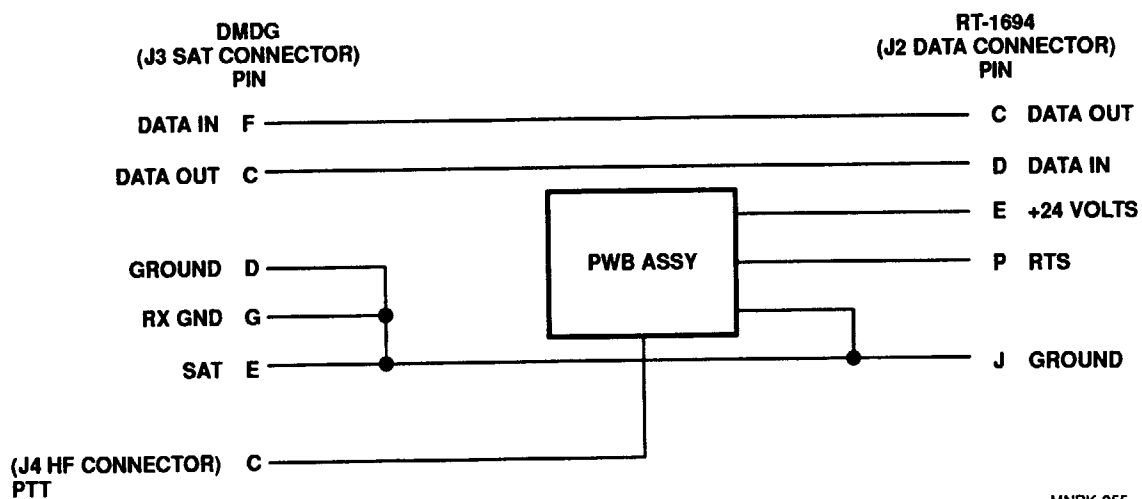 DMDG
(J3 SAT CONNECTOR)
PIN
RT-1694
(J2 DATA CONNECTOR)
PIN
DATA IN F
C DATA OUT
DATA OUT C
D DATA IN
E +24 VOLTS
PWB ASSY
GROUND D
P RTS
RX GND G
SAT E
J GROUND
(J4 HF CONNECTOR) C
PTT